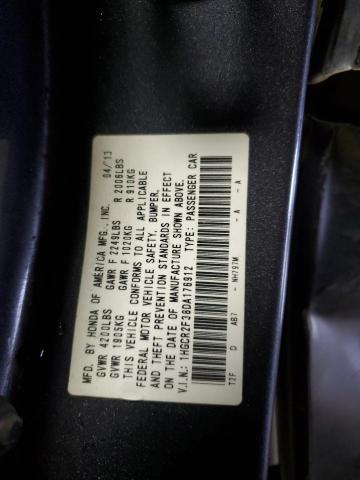 MFD. BY HONDA OF AMERICA MFG., INC. 04/13
GVWR 4200LBS GAWR F 2249LBS R 2006LBS
GVWR 1905KG GAWR F 1020KG R 910KG
THIS VEHICLE CONFORMS TO ALL APPLICABLE
FEDERAL MOTOR VEHICLE SAFETY, BUMPER,
AND THEFT PREVENTION STANDARDS IN EFFECT
ON THE DATE OF MANUFACTURE SHOWN ABOVE.
V.I.N.: 1HGCR2F38DA176912 TYPE: PASSENGER CAR
T2F D AB7 - NH797M - A - A